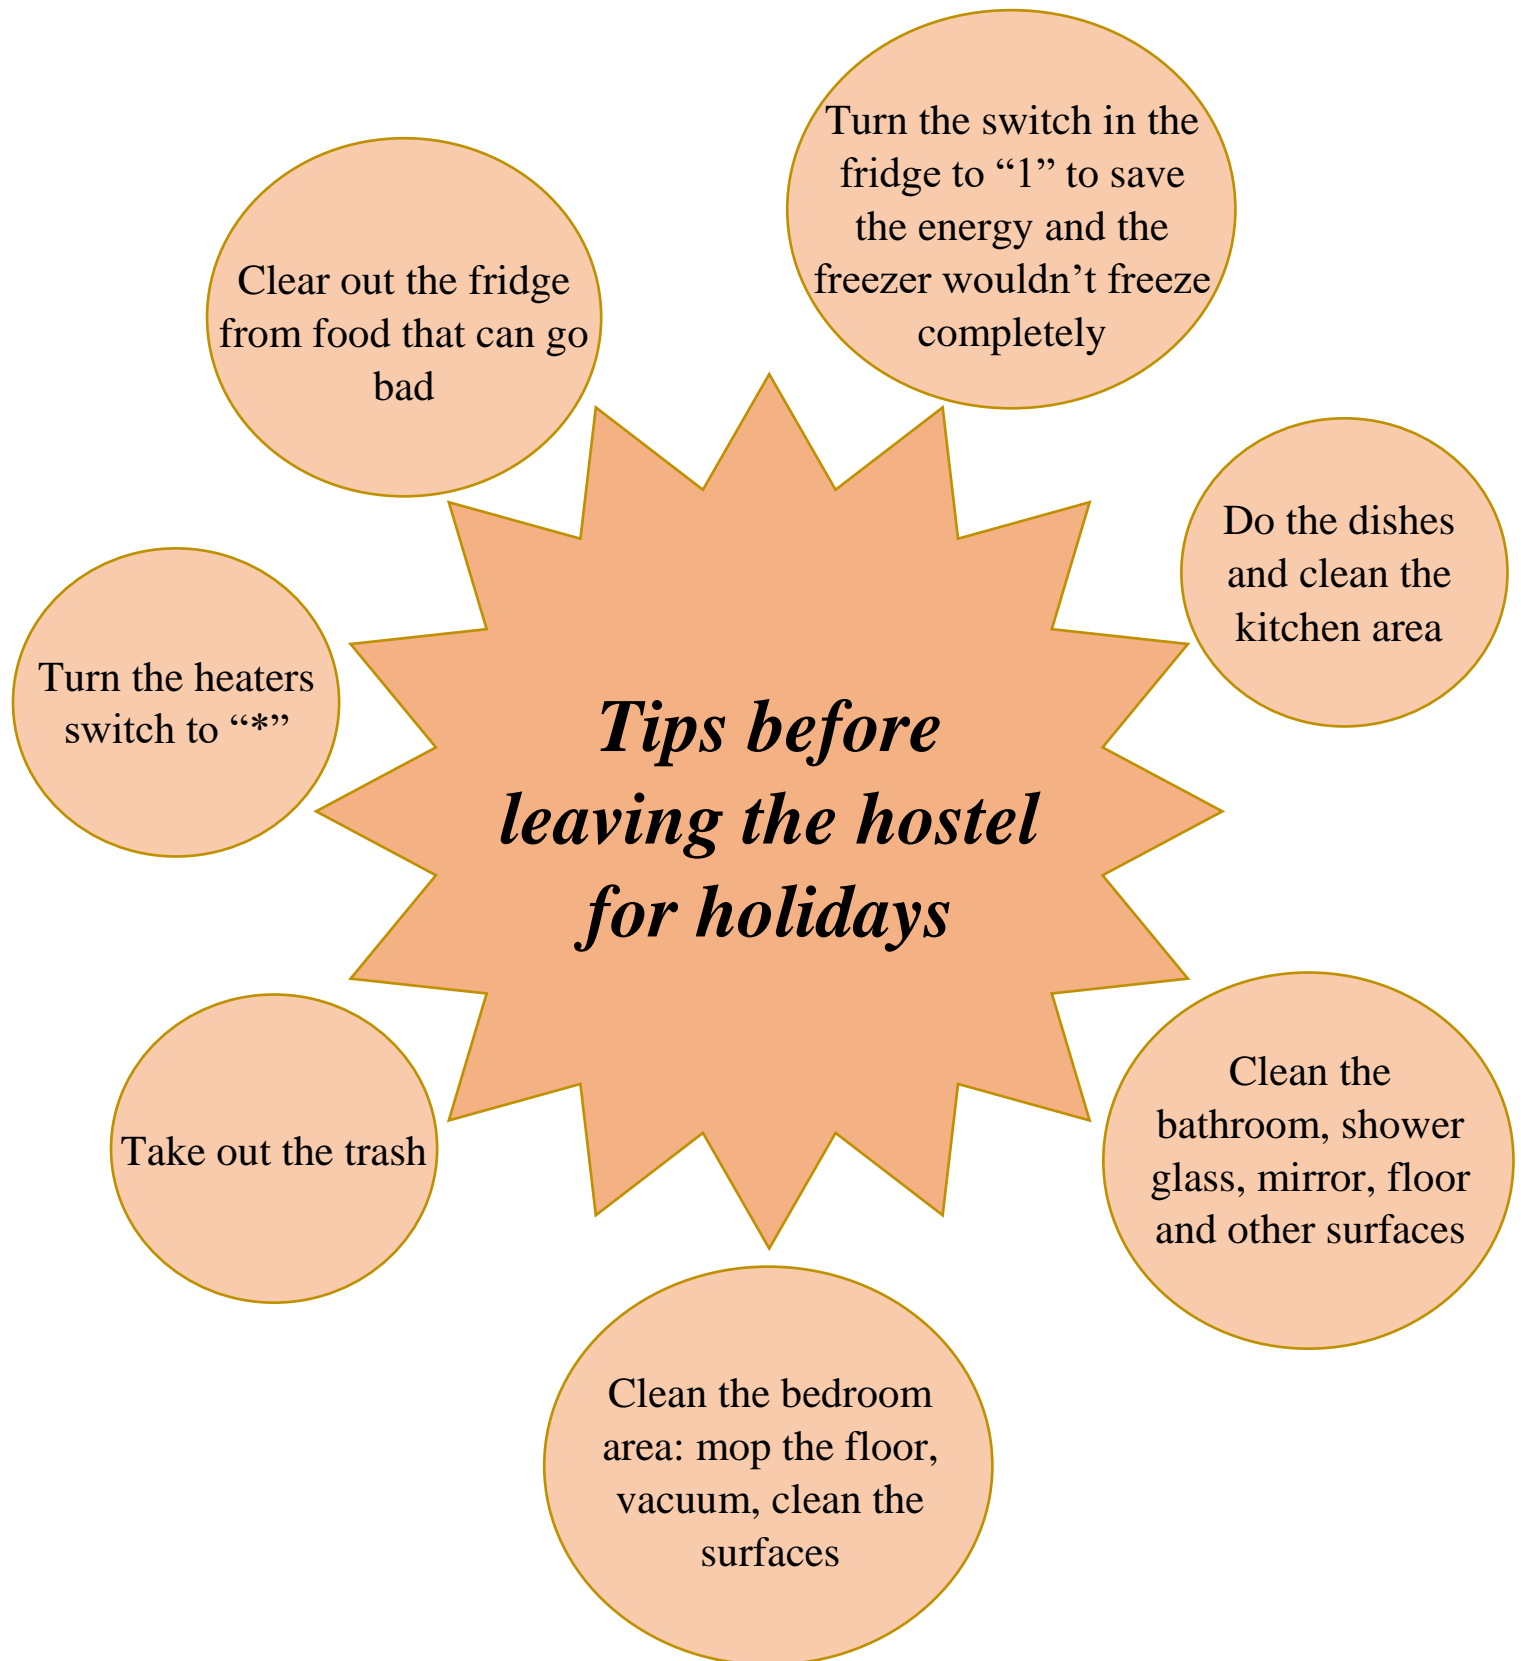 Turn the switch in the
fridge to “1” to save
the energy and the
freezer wouldn’t freeze
completely
Clear out the fridge
from food that can go
bad
Do the dishes
and clean the
kitchen area
Turn the heaters
switch to “*”
Tips before
leaving the hostel
for holidays
Clean the
bathroom, shower
glass, mirror, floor
and other surfaces
Take out the trash
Clean the bedroom
area: mop the floor,
vacuum, clean the
surfaces